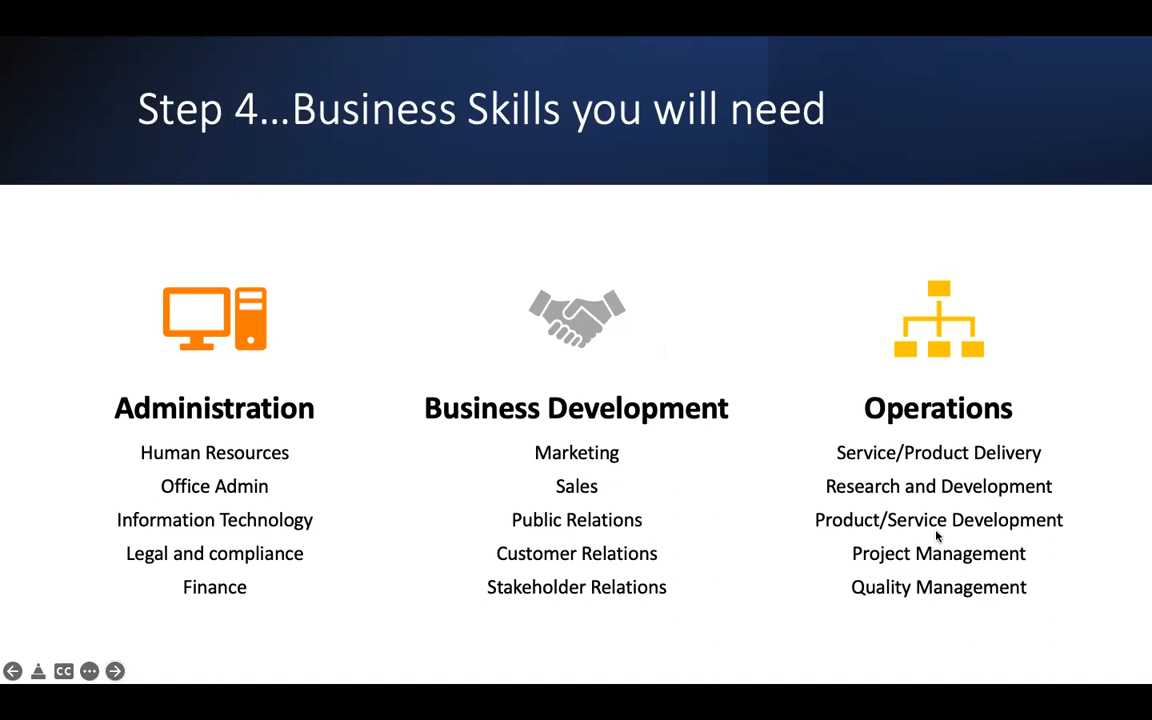 Step 4...Business Skills you will need
Administration
Human Resources
Office Admin
Information Technology
Legal and compliance
Finance
Business Development
Marketing
Sales
Public Relations
Customer Relations
Stakeholder Relations
Operations
Service/Product Delivery
Research and Development
Product/Service Development
Project Management
Quality Management
CC